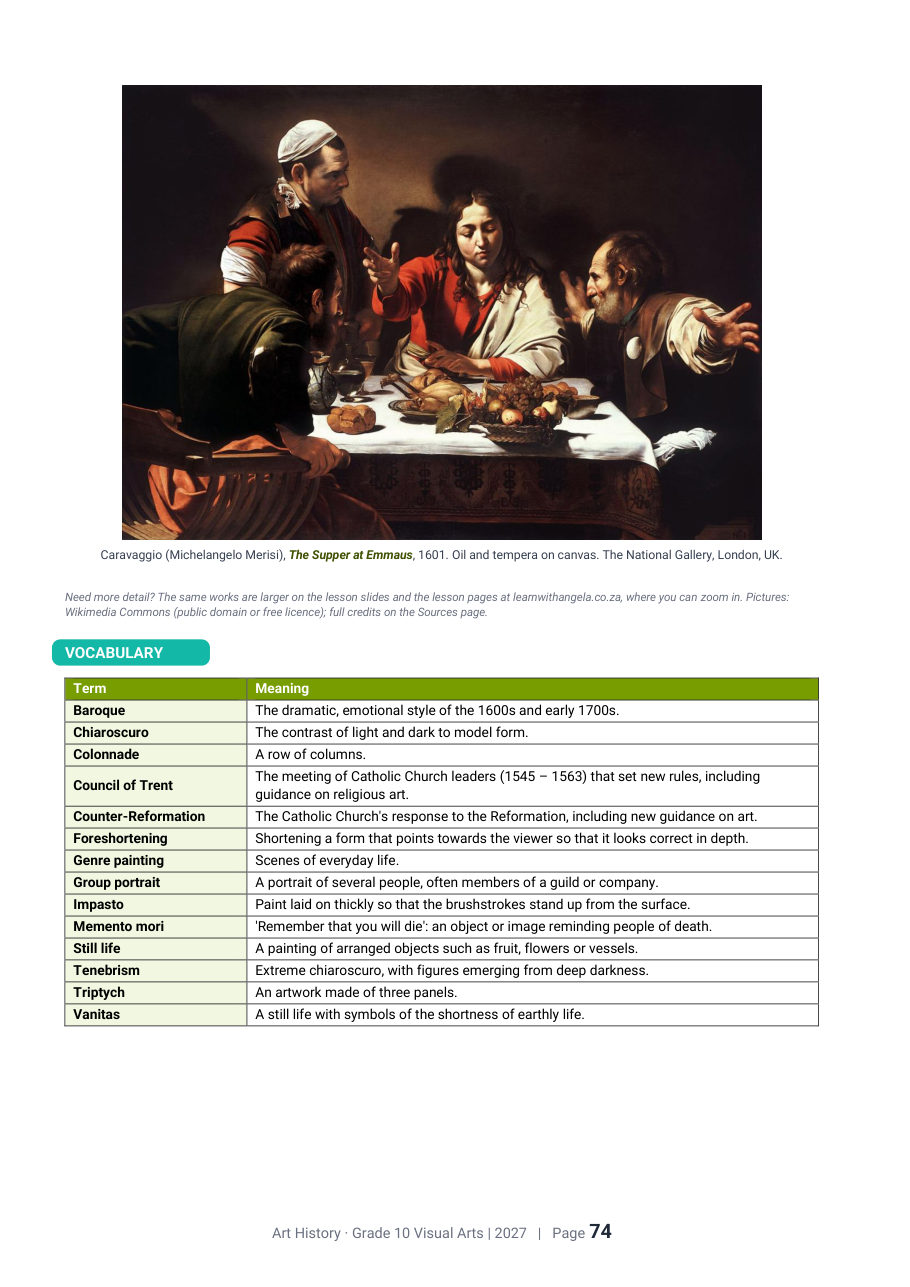 Caravaggio (Michelangelo Merisi), The Supper at Emmaus, 1601. Oil and tempera on canvas. The National Gallery, London, UK.
Need more detail? The same works are larger on the lesson slides and the lesson pages at learnwithangela.co.za, where you can zoom in. Pictures:
Wikimedia Commons (public domain or free licence); full credits on the Sources page.
VOCABULARY
Term Meaning
Baroque The dramatic, emotional style of the 1600s and early 1700s.
Chiaroscuro The contrast of light and dark to model form.
Colonnade A row of columns.
Council of Trent The meeting of Catholic Church leaders (1545 – 1563) that set new rules, including
guidance on religious art.
Counter-Reformation The Catholic Church's response to the Reformation, including new guidance on art.
Foreshortening Shortening a form that points towards the viewer so that it looks correct in depth.
Genre painting Scenes of everyday life.
Group portrait A portrait of several people, often members of a guild or company.
Impasto Paint laid on thickly so that the brushstrokes stand up from the surface.
Memento mori 'Remember that you will die': an object or image reminding people of death.
Still life A painting of arranged objects such as fruit, flowers or vessels.
Tenebrism Extreme chiaroscuro, with figures emerging from deep darkness.
Triptych An artwork made of three panels.
Vanitas A still life with symbols of the shortness of earthly life.
Art History · Grade 10 Visual Arts | 2027 | Page 74